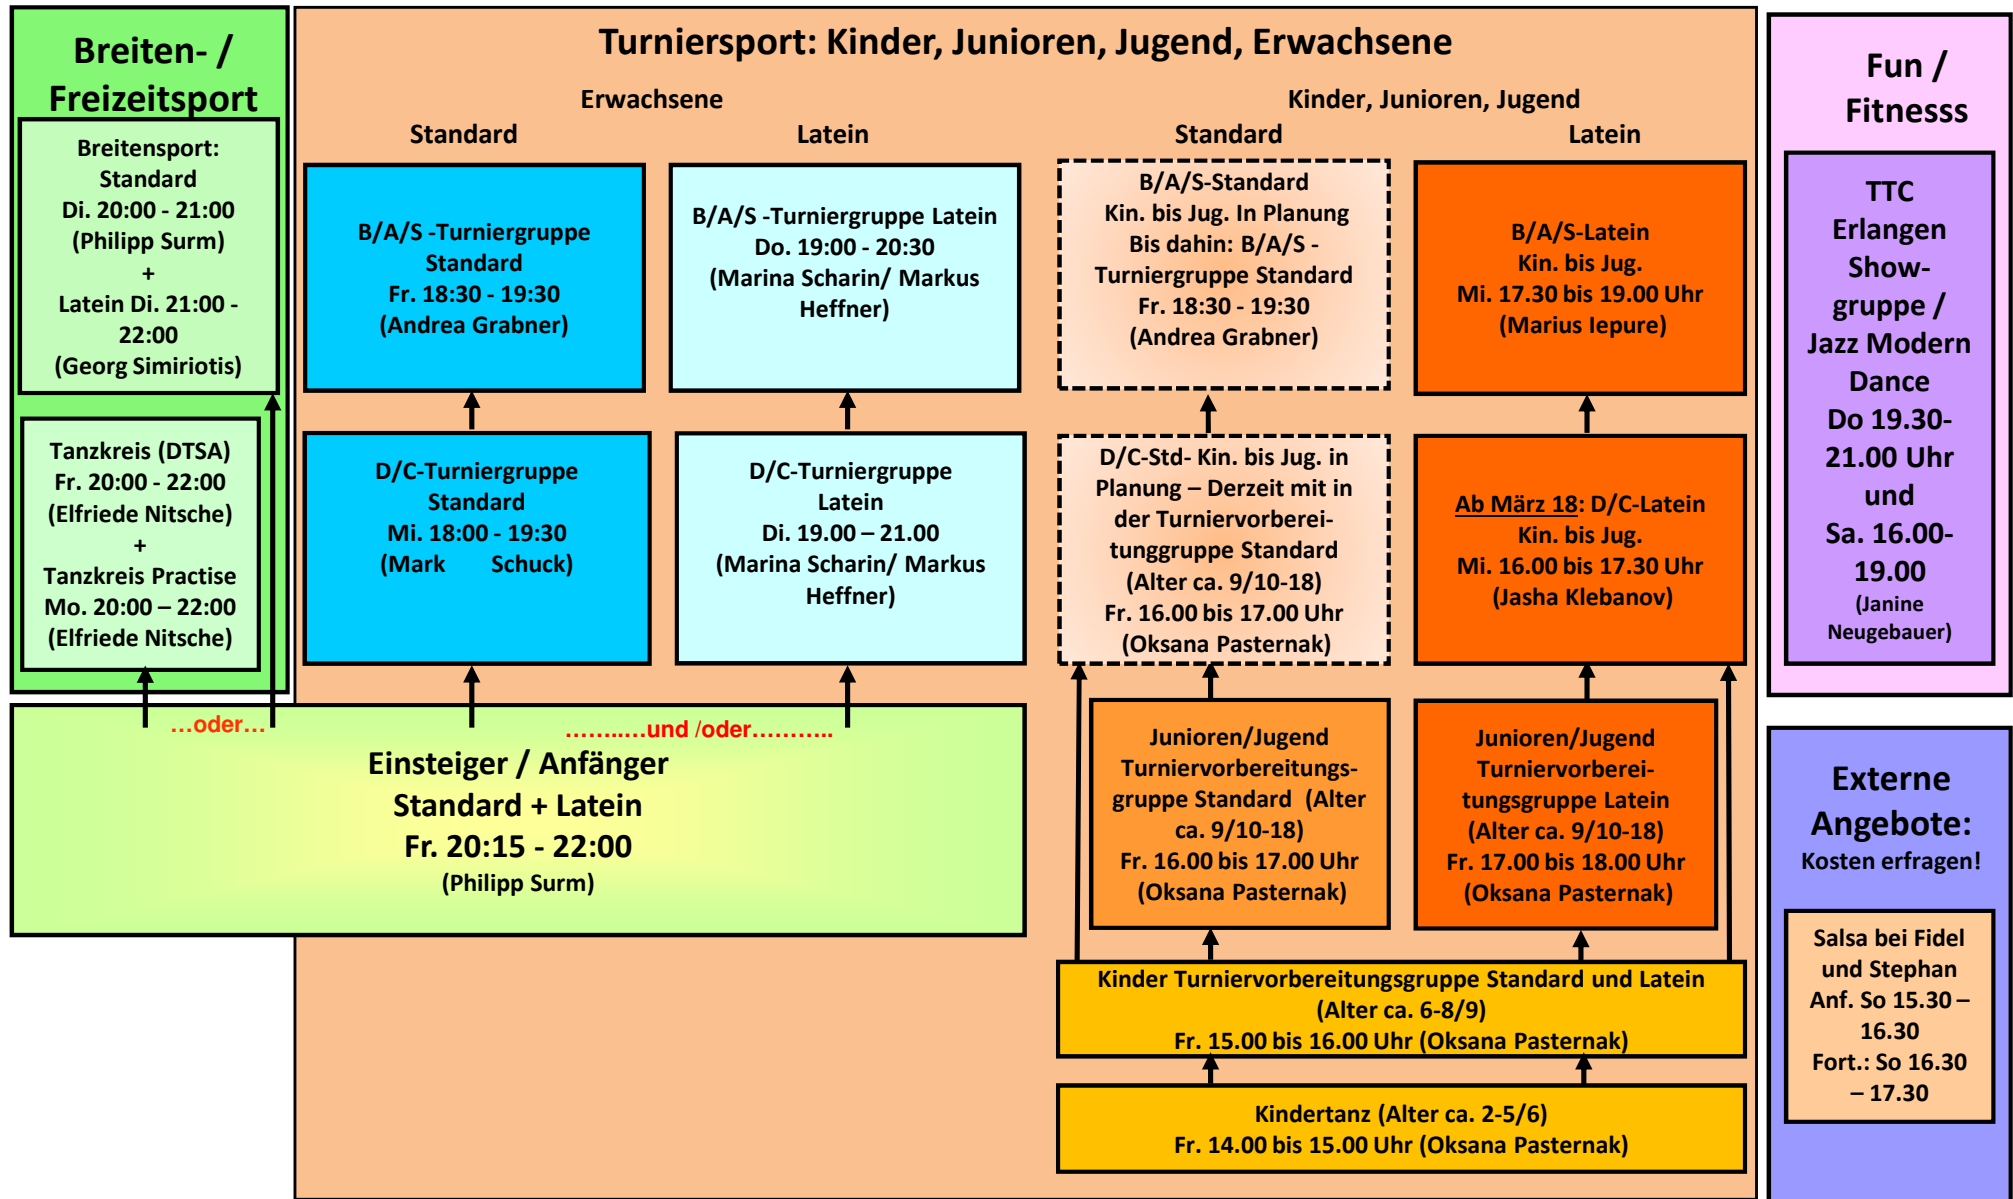 Breiten- /
Freizeitsport
Breitensport:
Standard
Di. 20:00 - 21:00
(Philipp Surm)
+
Latein Di. 21:00 -
22:00
(Georg Simiriotis)
Tanzkreis (DTSA)
Fr. 20:00 - 22:00
(Elfriede Nitsche)
+
Tanzkreis Practise
Mo. 20:00 – 22:00
(Elfriede Nitsche)
Turniersport: Kinder, Junioren, Jugend, Erwachsene
Erwachsene
Standard
Latein
B/A/S -Turniergruppe
Standard
Fr. 18:30 - 19:30
(Andrea Grabner)
B/A/S -Turniergruppe Latein
Do. 19:00 - 20:30
(Marina Scharin/ Markus
Heffner)
D/C-Turniergruppe
Standard
Mi. 18:00 - 19:30
(Mark Schuck)
D/C-Turniergruppe
Latein
Di. 19.00 – 21.00
(Marina Scharin/ Markus
Heffner)
Kinder, Junioren, Jugend
Standard
Latein
B/A/S-Standard
Kin. bis Jug. In Planung
Bis dahin: B/A/S -
Turniergruppe Standard
Fr. 18:30 - 19:30
(Andrea Grabner)
B/A/S-Latein
Kin. bis Jug.
Mi. 17.30 bis 19.00 Uhr
(Marius Iepure)
D/C-Std- Kin. bis Jug. in
Planung – Derzeit mit in
der Turniervorberei-
tunggruppe Standard
(Alter ca. 9/10-18)
Fr. 16.00 bis 17.00 Uhr
(Oksana Pasternak)
Ab März 18: D/C-Latein
Kin. bis Jug.
Mi. 16.00 bis 17.30 Uhr
(Jasha Klebanov)
…oder…
……..…und /oder………..
Einsteiger / Anfänger
Standard + Latein
Fr. 20:15 - 22:00
(Philipp Surm)
Junioren/Jugend
Turniervorbereitungs-
gruppe Standard (Alter
ca. 9/10-18)
Fr. 16.00 bis 17.00 Uhr
(Oksana Pasternak)
Junioren/Jugend
Turniervorberei-
tungsgruppe Latein
(Alter ca. 9/10-18)
Fr. 17.00 bis 18.00 Uhr
(Oksana Pasternak)
Kinder Turniervorbereitungsgruppe Standard und Latein
(Alter ca. 6-8/9)
Fr. 15.00 bis 16.00 Uhr (Oksana Pasternak)
Kindertanz (Alter ca. 2-5/6)
Fr. 14.00 bis 15.00 Uhr (Oksana Pasternak)
Fun /
Fitnesss
TTC
Erlangen
Show-
gruppe /
Jazz Modern
Dance
Do 19.30-
21.00 Uhr
und
Sa. 16.00-
19.00
(Janine
Neugebauer)
Externe
Angebote:
Kosten erfragen!
Salsa bei Fidel
und Stephan
Anf. So 15.30 –
16.30
Fort.: So 16.30
– 17.30